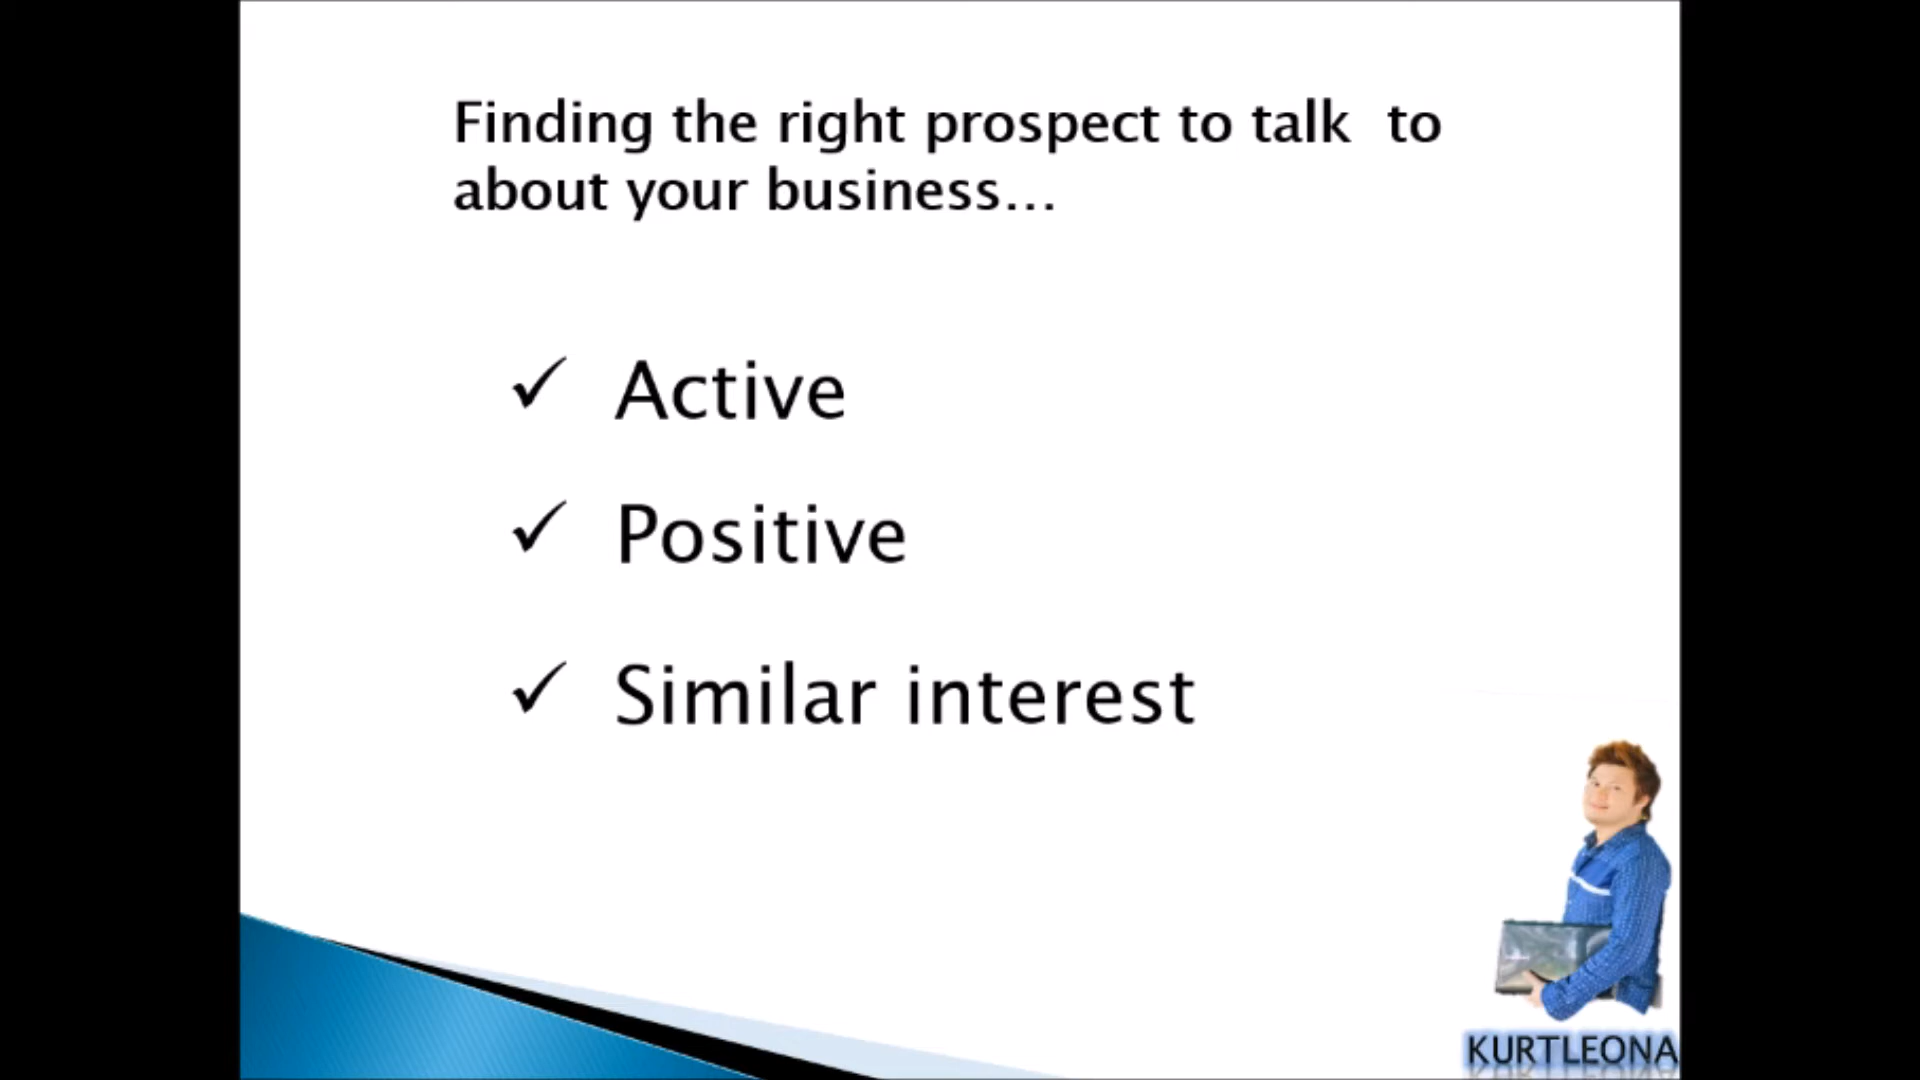 Finding the right prospect to talk  to
about your business...
✓ Active
✓ Positive
✓ Similar interest
KURTLEONA